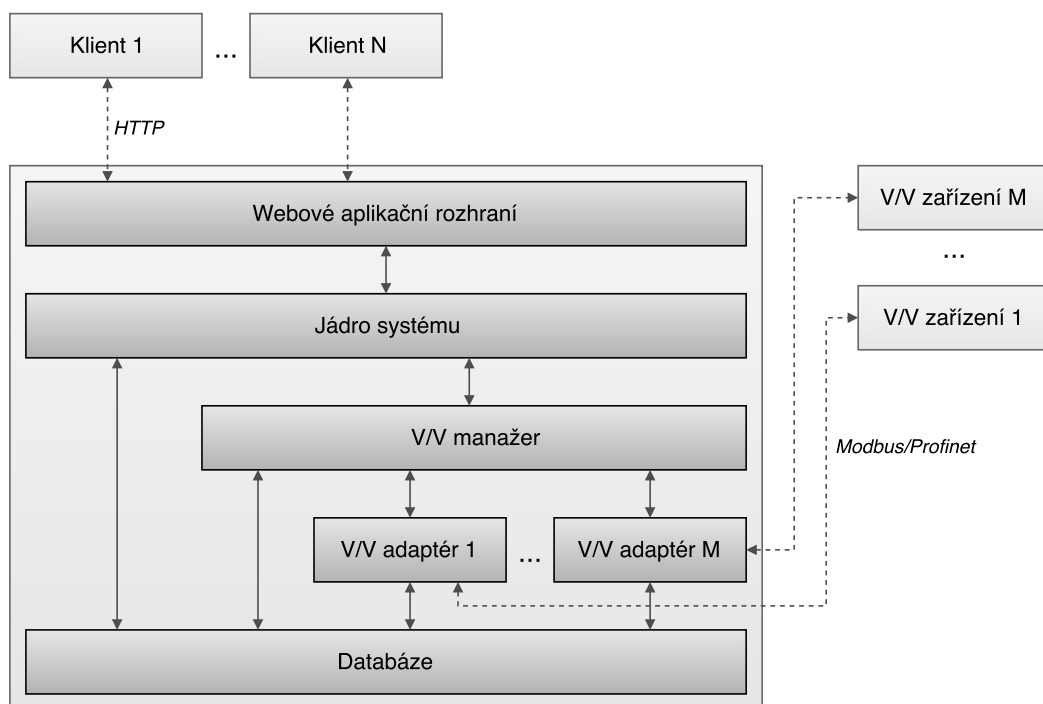 Klient 1
...
Klient N
HTTP
Webové aplikační rozhraní
V/V zařízení M
...
Jádro systému
V/V zařízení 1
V/V manažer
Modbus/Profinet
V/V adaptér 1
...
V/V adaptér M
Databáze